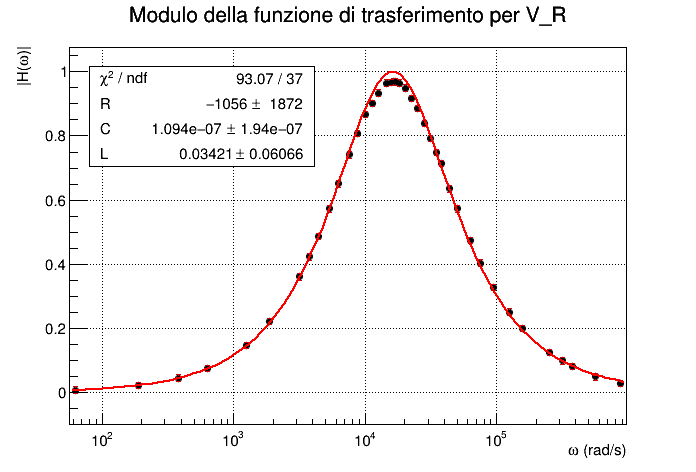 Modulo della funzione di trasferimento per V_R
|H(ω)|
χ² / ndf 93.07 / 37
R −1056 ± 1872
C 1.094e−07 ± 1.94e−07
L 0.03421 ± 0.06066
1
0.8
0.6
0.4
0.2
0
10² 10³ 10⁴ 10⁵
ω (rad/s)